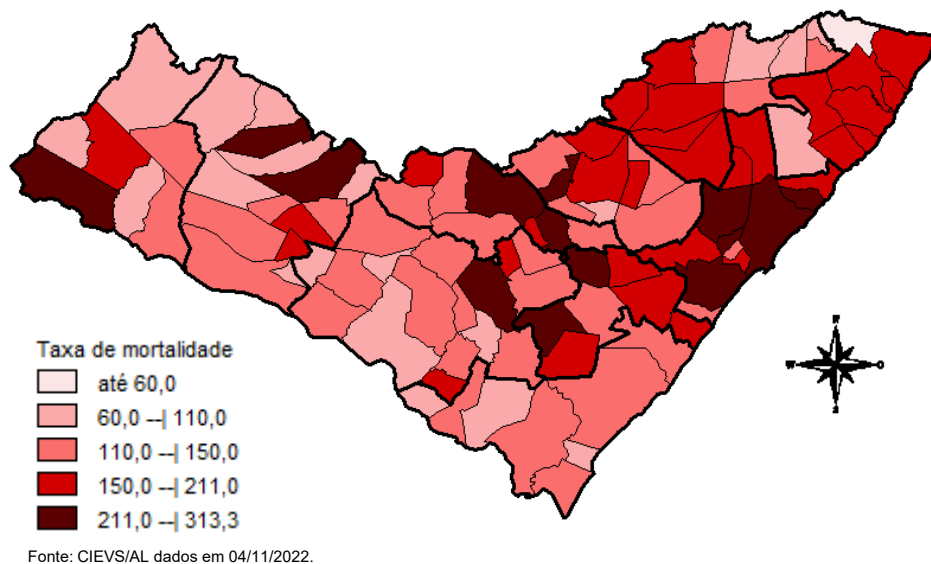 Taxa de mortalidade
até 60,0
60,0 --| 110,0
110,0 --| 150,0
150,0 --| 211,0
211,0 --| 313,3
Fonte: CIEVS/AL dados em 04/11/2022.